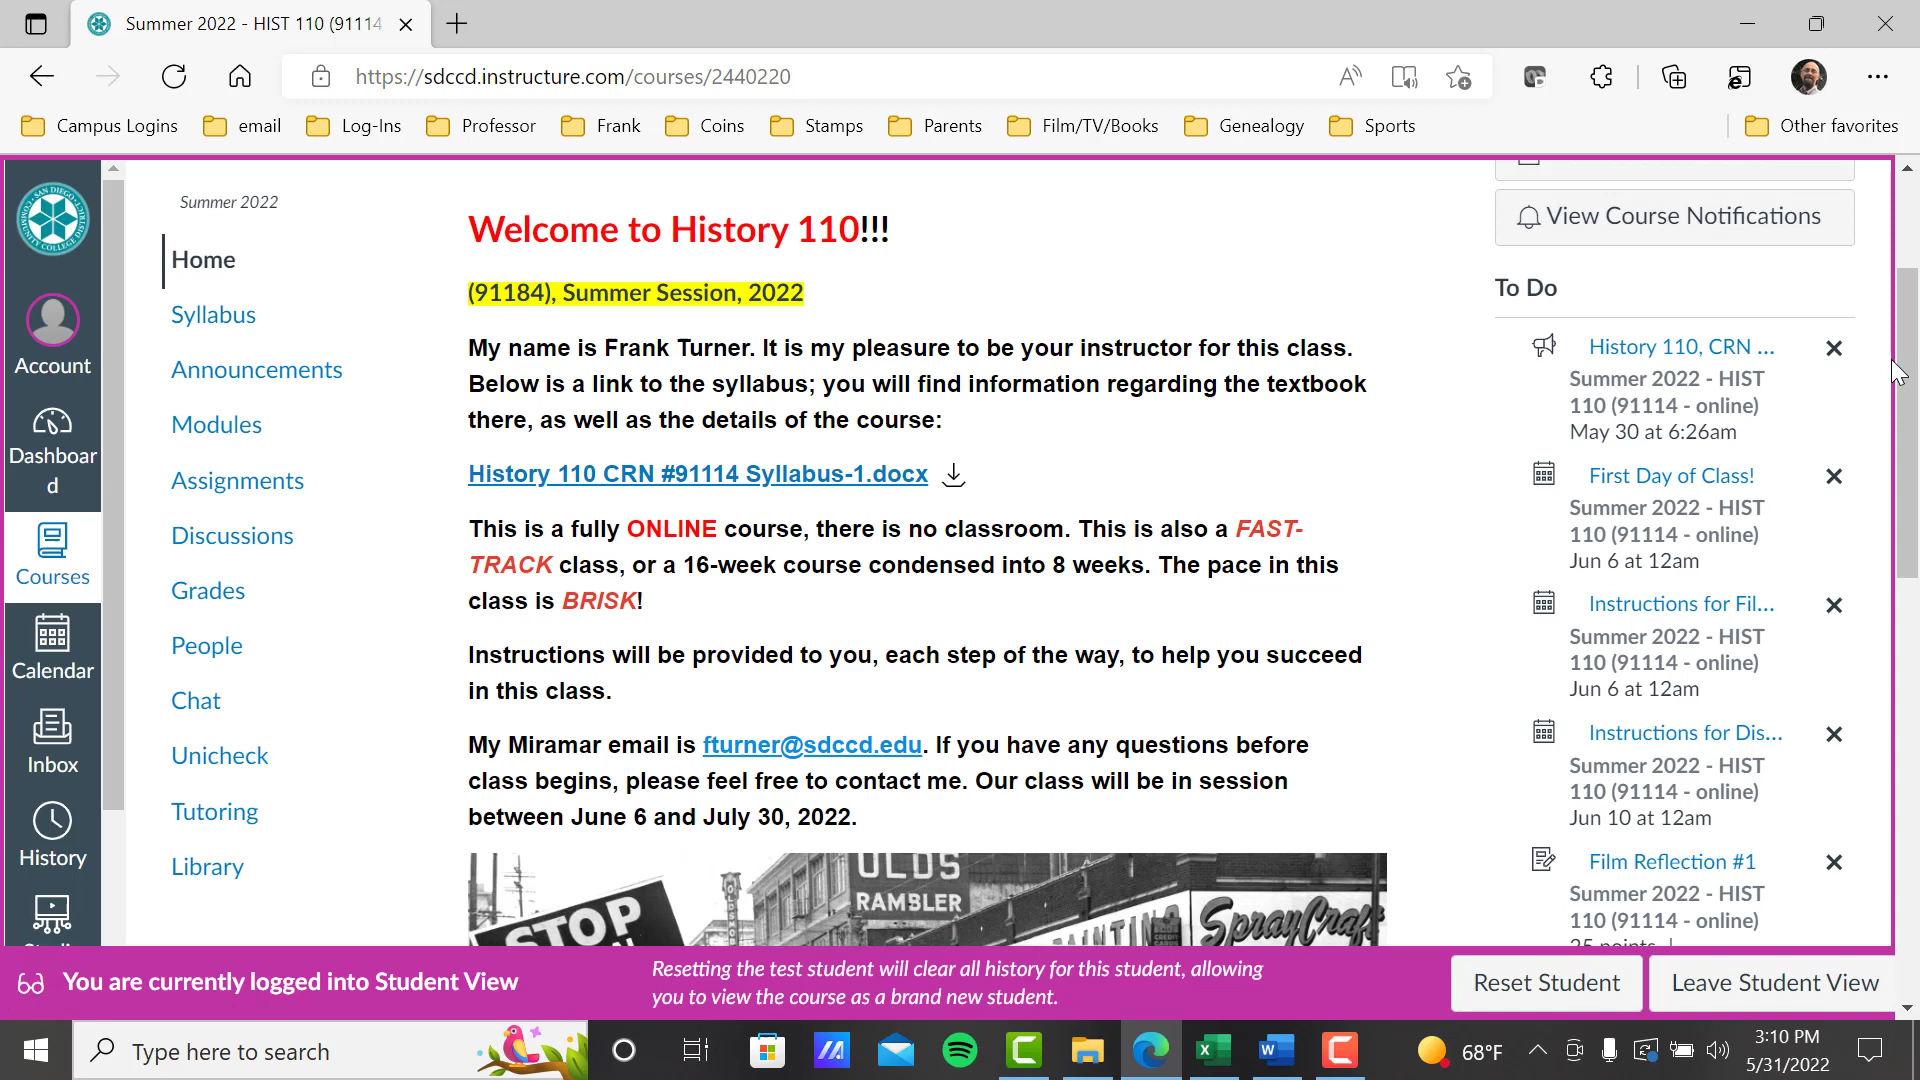 Summer 2022 - HIST 110 (91114
https://sdccd.instructure.com/courses/2440220
Campus Logins
email
Log-Ins
Professor
Frank
Coins
Stamps
Parents
Film/TV/Books
Genealogy
Sports
Other favorites
SAN DIEGO COMMUNITY COLLEGE DISTRICT
Account
Dashboar
d
Courses
Calendar
Inbox
History
Summer 2022
Home
Syllabus
Announcements
Modules
Assignments
Discussions
Grades
People
Chat
Unicheck
Tutoring
Library
Welcome to History 110!!!
(91184), Summer Session, 2022
My name is Frank Turner. It is my pleasure to be your instructor for this class.
Below is a link to the syllabus; you will find information regarding the textbook
there, as well as the details of the course:
History 110 CRN #91114 Syllabus-1.docx
This is a fully ONLINE course, there is no classroom. This is also a FAST-
TRACK class, or a 16-week course condensed into 8 weeks. The pace in this
class is BRISK!
Instructions will be provided to you, each step of the way, to help you succeed
in this class.
My Miramar email is fturner@sdccd.edu. If you have any questions before
class begins, please feel free to contact me. Our class will be in session
between June 6 and July 30, 2022.
STOP
OLDS
RAMBLER
PAINTING
SprayCraft
View Course Notifications
To Do
History 110, CRN ...
Summer 2022 - HIST
110 (91114 - online)
May 30 at 6:26am
First Day of Class!
Summer 2022 - HIST
110 (91114 - online)
Jun 6 at 12am
Instructions for Fil...
Summer 2022 - HIST
110 (91114 - online)
Jun 6 at 12am
Instructions for Dis...
Summer 2022 - HIST
110 (91114 - online)
Jun 10 at 12am
Film Reflection #1
Summer 2022 - HIST
110 (91114 - online)
25 points
You are currently logged into Student View
Resetting the test student will clear all history for this student, allowing
you to view the course as a brand new student.
Reset Student
Leave Student View
Type here to search
68°F
3:10 PM
5/31/2022